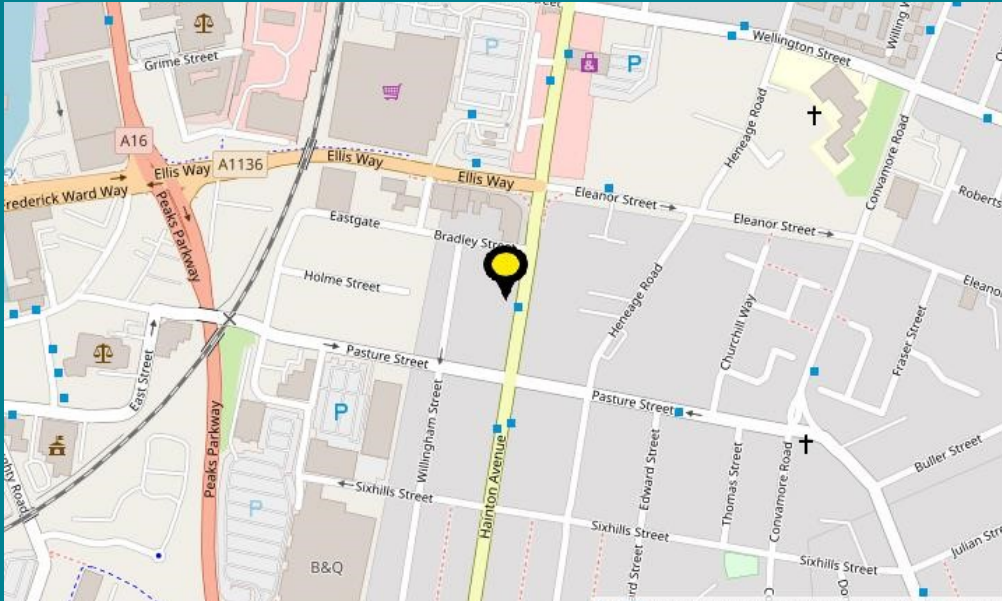 Wellington Street
Grime Street
P
P
&
A16
A1136
Ellis Way
Ellis Way
Ellis Way
Frederick Ward Way
Peaks Parkway
Heneage Road
Convamore Road
Eleanor Street
Eleanor Street
Eastgate
Bradley Street
Holme Street
Heneage Road
Churchill Way
Fraser Street
Pasture Street
Pasture Street
East Street
P
Peaks Parkway
Willingham Street
Hainton Avenue
Edward Street
Thomas Street
Convamore Road
Buller Street
Sixhills Street
Sixhills Street
Sixhills Street
P
B&Q